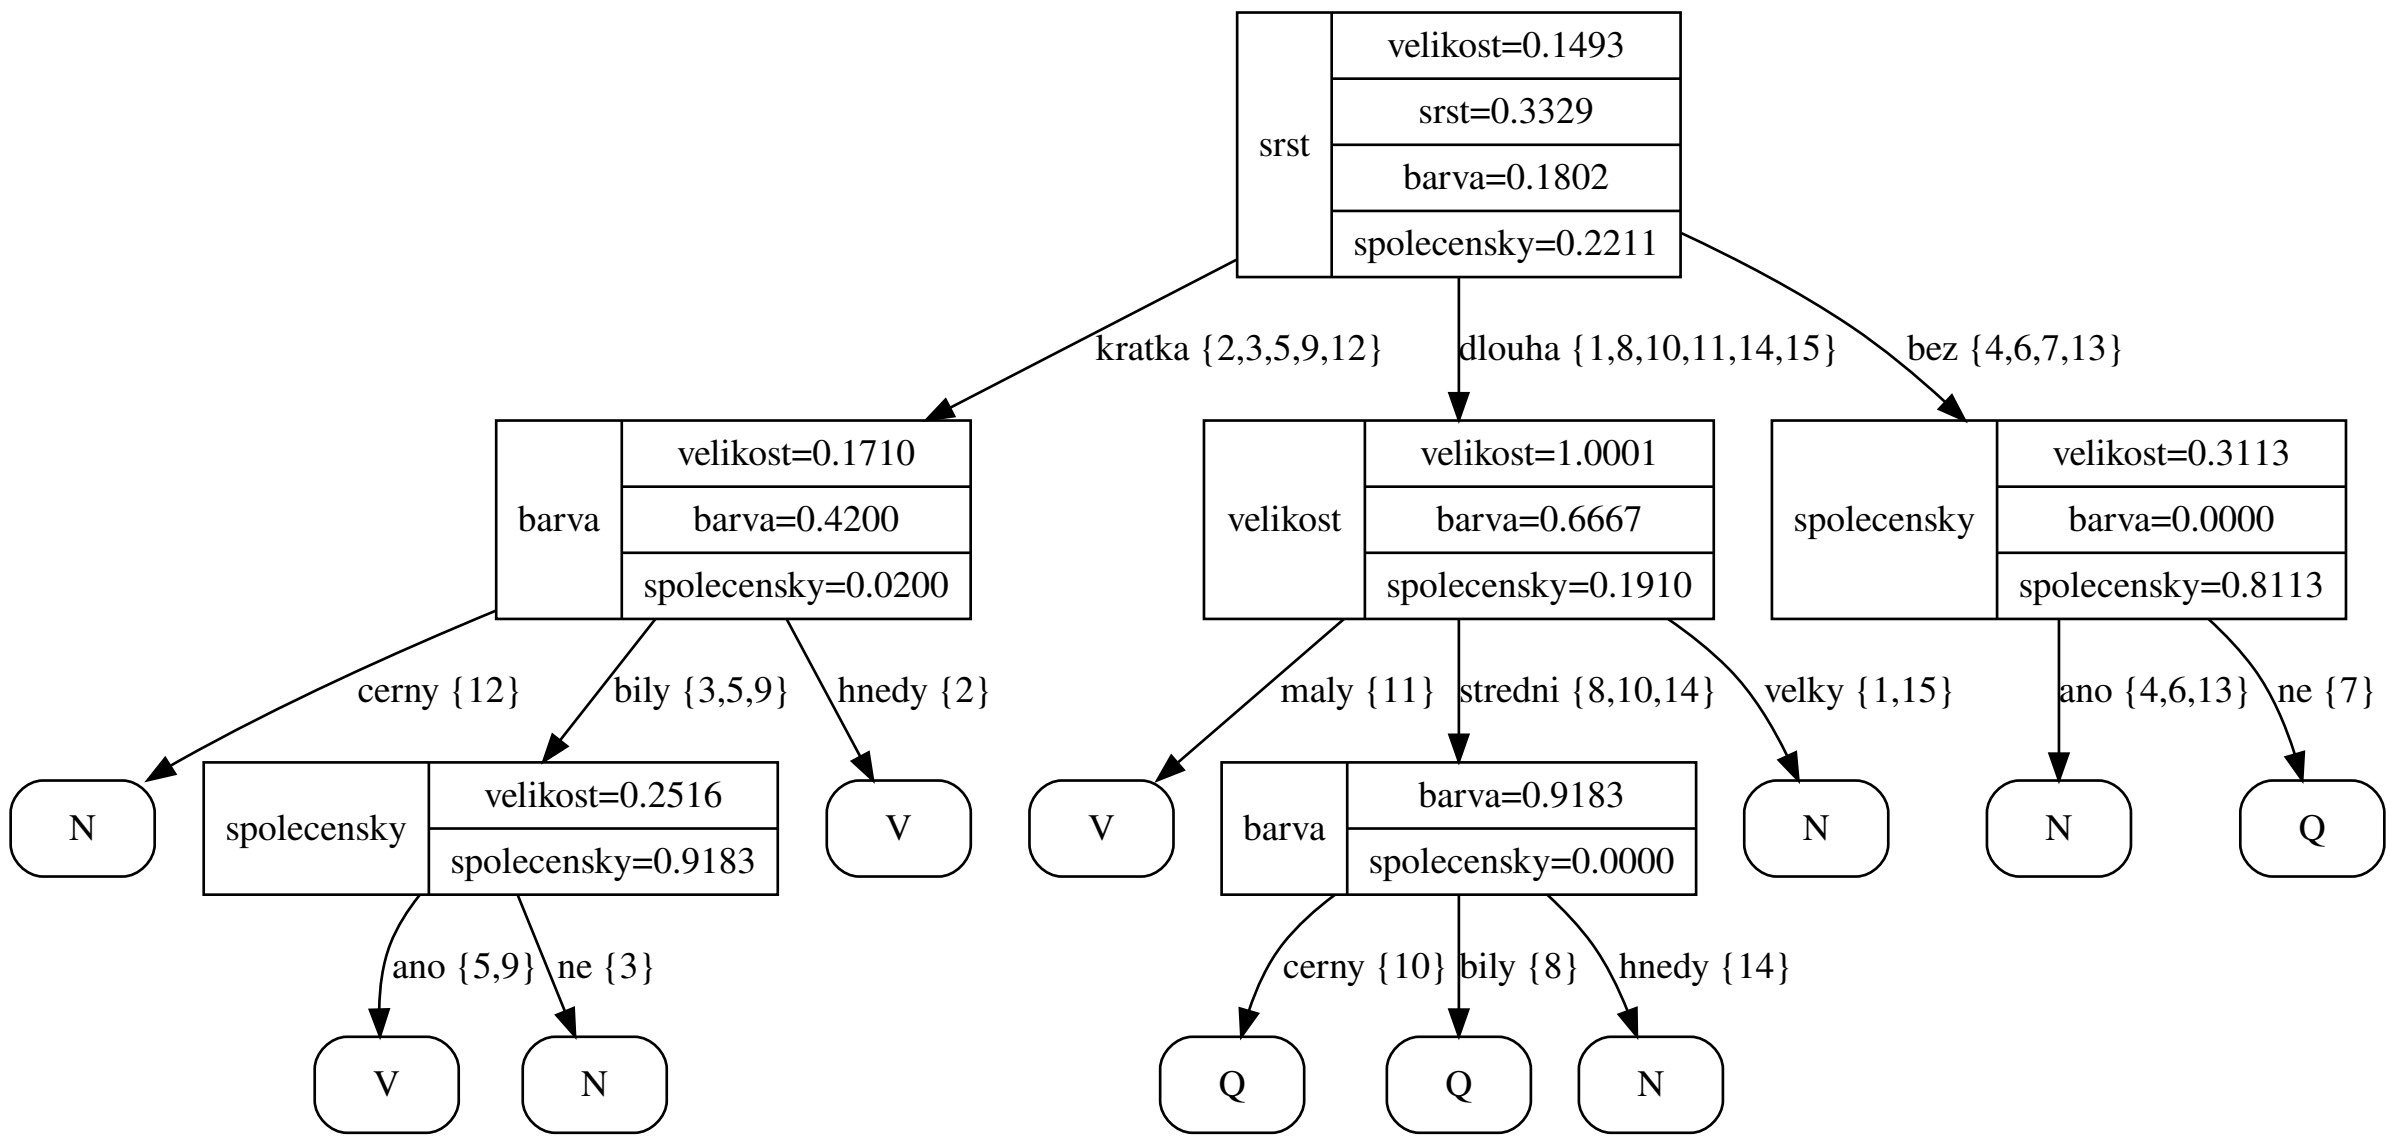 srst
velikost=0.1493
srst=0.3329
barva=0.1802
spolecensky=0.2211
kratka {2,3,5,9,12}
dlouha {1,8,10,11,14,15}
bez {4,6,7,13}
barva
velikost=0.1710
barva=0.4200
spolecensky=0.0200
velikost
velikost=1.0001
barva=0.6667
spolecensky=0.1910
spolecensky
velikost=0.3113
barva=0.0000
spolecensky=0.8113
cerny {12}
bily {3,5,9}
hnedy {2}
maly {11}
stredni {8,10,14}
velky {1,15}
ano {4,6,13}
ne {7}
N
spolecensky
velikost=0.2516
spolecensky=0.9183
V
V
barva
barva=0.9183
spolecensky=0.0000
N
N
Q
ano {5,9}
ne {3}
cerny {10}
bily {8}
hnedy {14}
V
N
Q
Q
N